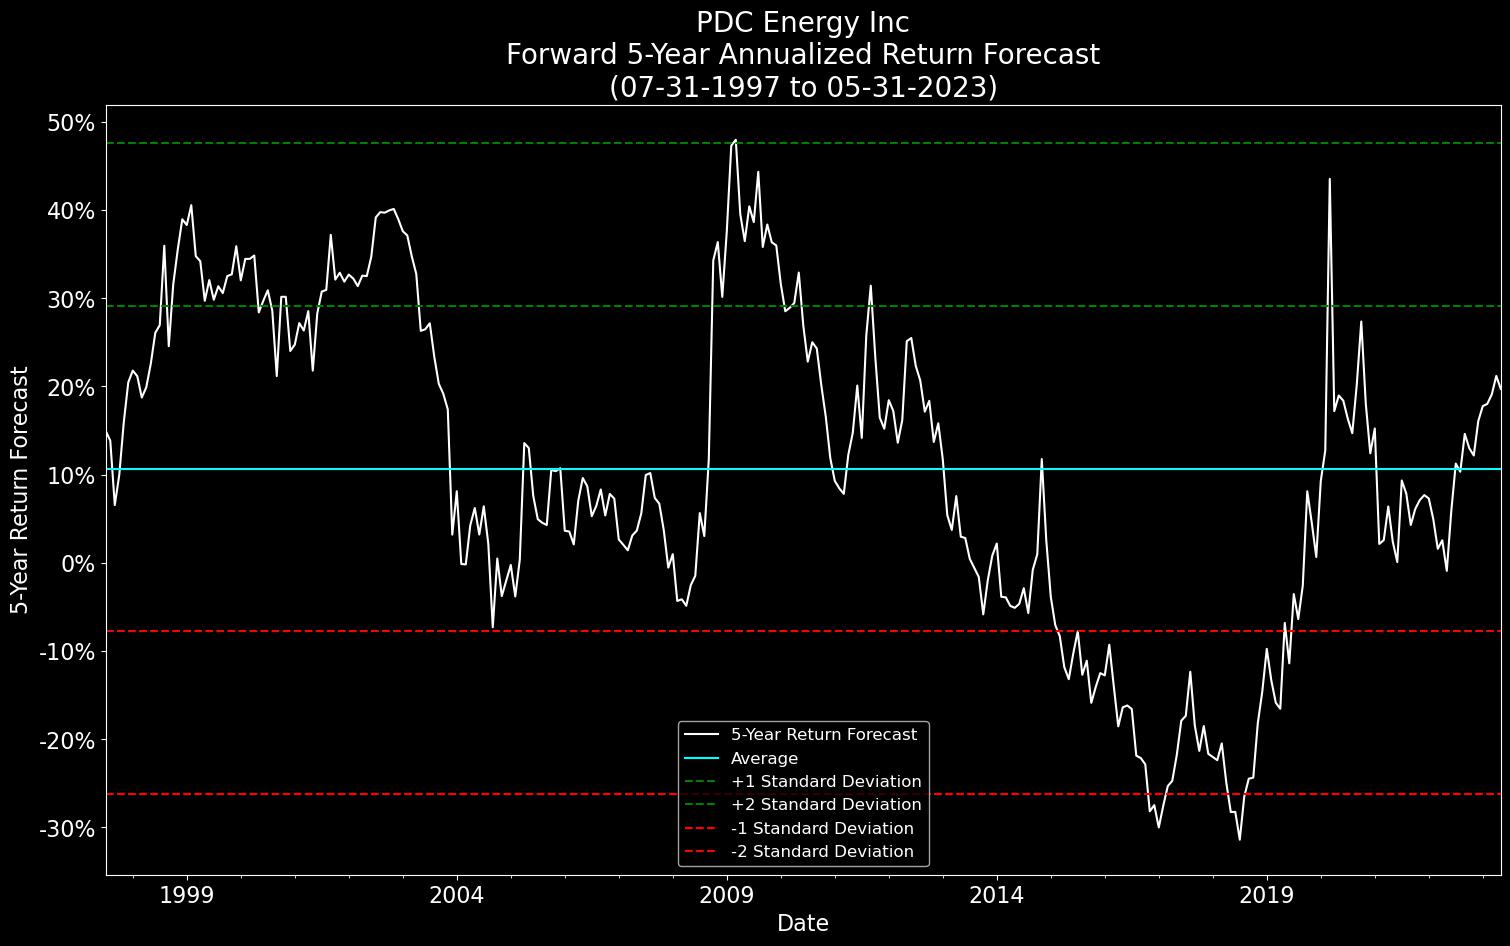 PDC Energy Inc
Forward 5-Year Annualized Return Forecast
(07-31-1997 to 05-31-2023)
5-Year Return Forecast
50%
40%
30%
20%
10%
0%
-10%
-20%
-30%
5-Year Return Forecast
Average
+1 Standard Deviation
+2 Standard Deviation
-1 Standard Deviation
-2 Standard Deviation
1999 2004 2009 2014 2019
Date